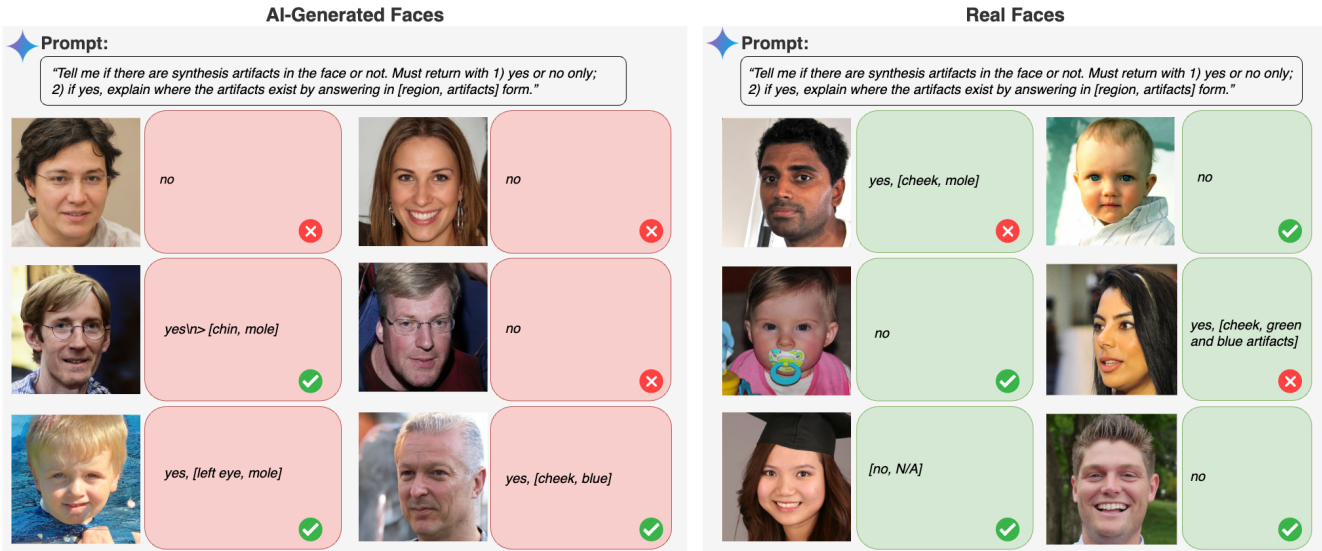 AI-Generated Faces
Prompt:
“Tell me if there are synthesis artifacts in the face or not. Must return with 1) yes or no only;
2) if yes, explain where the artifacts exist by answering in [region, artifacts] form.”
no
no
yes\n> [chin, mole]
no
yes, [left eye, mole]
yes, [cheek, blue]
Real Faces
Prompt:
“Tell me if there are synthesis artifacts in the face or not. Must return with 1) yes or no only;
2) if yes, explain where the artifacts exist by answering in [region, artifacts] form.”
yes, [cheek, mole]
no
no
yes, [cheek, green
and blue artifacts]
[no, N/A]
no